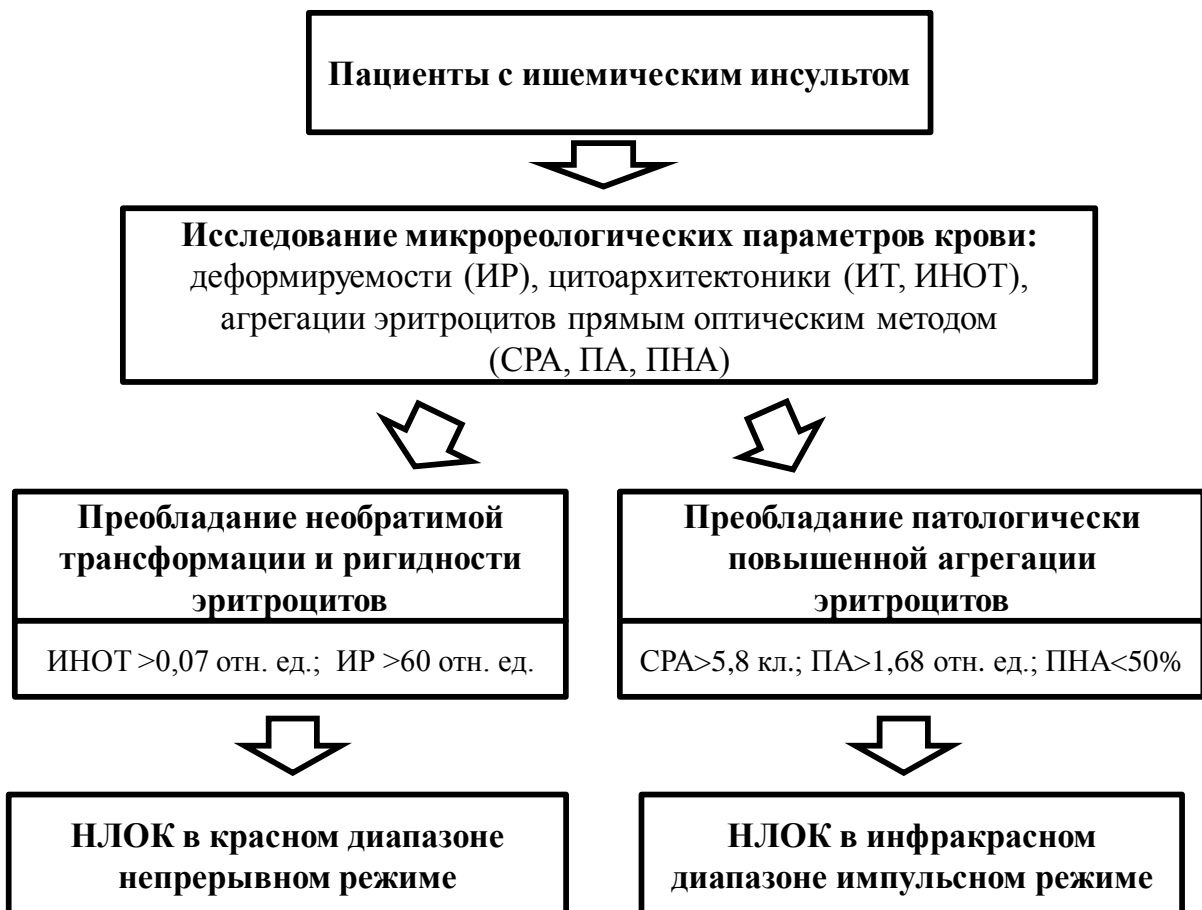 Пациенты с ишемическим инсультом
Исследование микрореологических параметров крови:
деформируемости (ИР), цитоархитектоники (ИТ, ИНОТ),
агрегации эритроцитов прямым оптическим методом
(СРА, ПА, ПНА)
Преобладание необратимой
трансформации и ригидности
эритроцитов
ИНОТ >0,07 отн. ед.; ИР >60 отн. ед.
Преобладание патологически
повышенной агрегации
эритроцитов
СРА>5,8 кл.; ПА>1,68 отн. ед.; ПНА<50%
НЛОК в красном диапазоне
непрерывном режиме
НЛОК в инфракрасном
диапазоне импульсном режиме